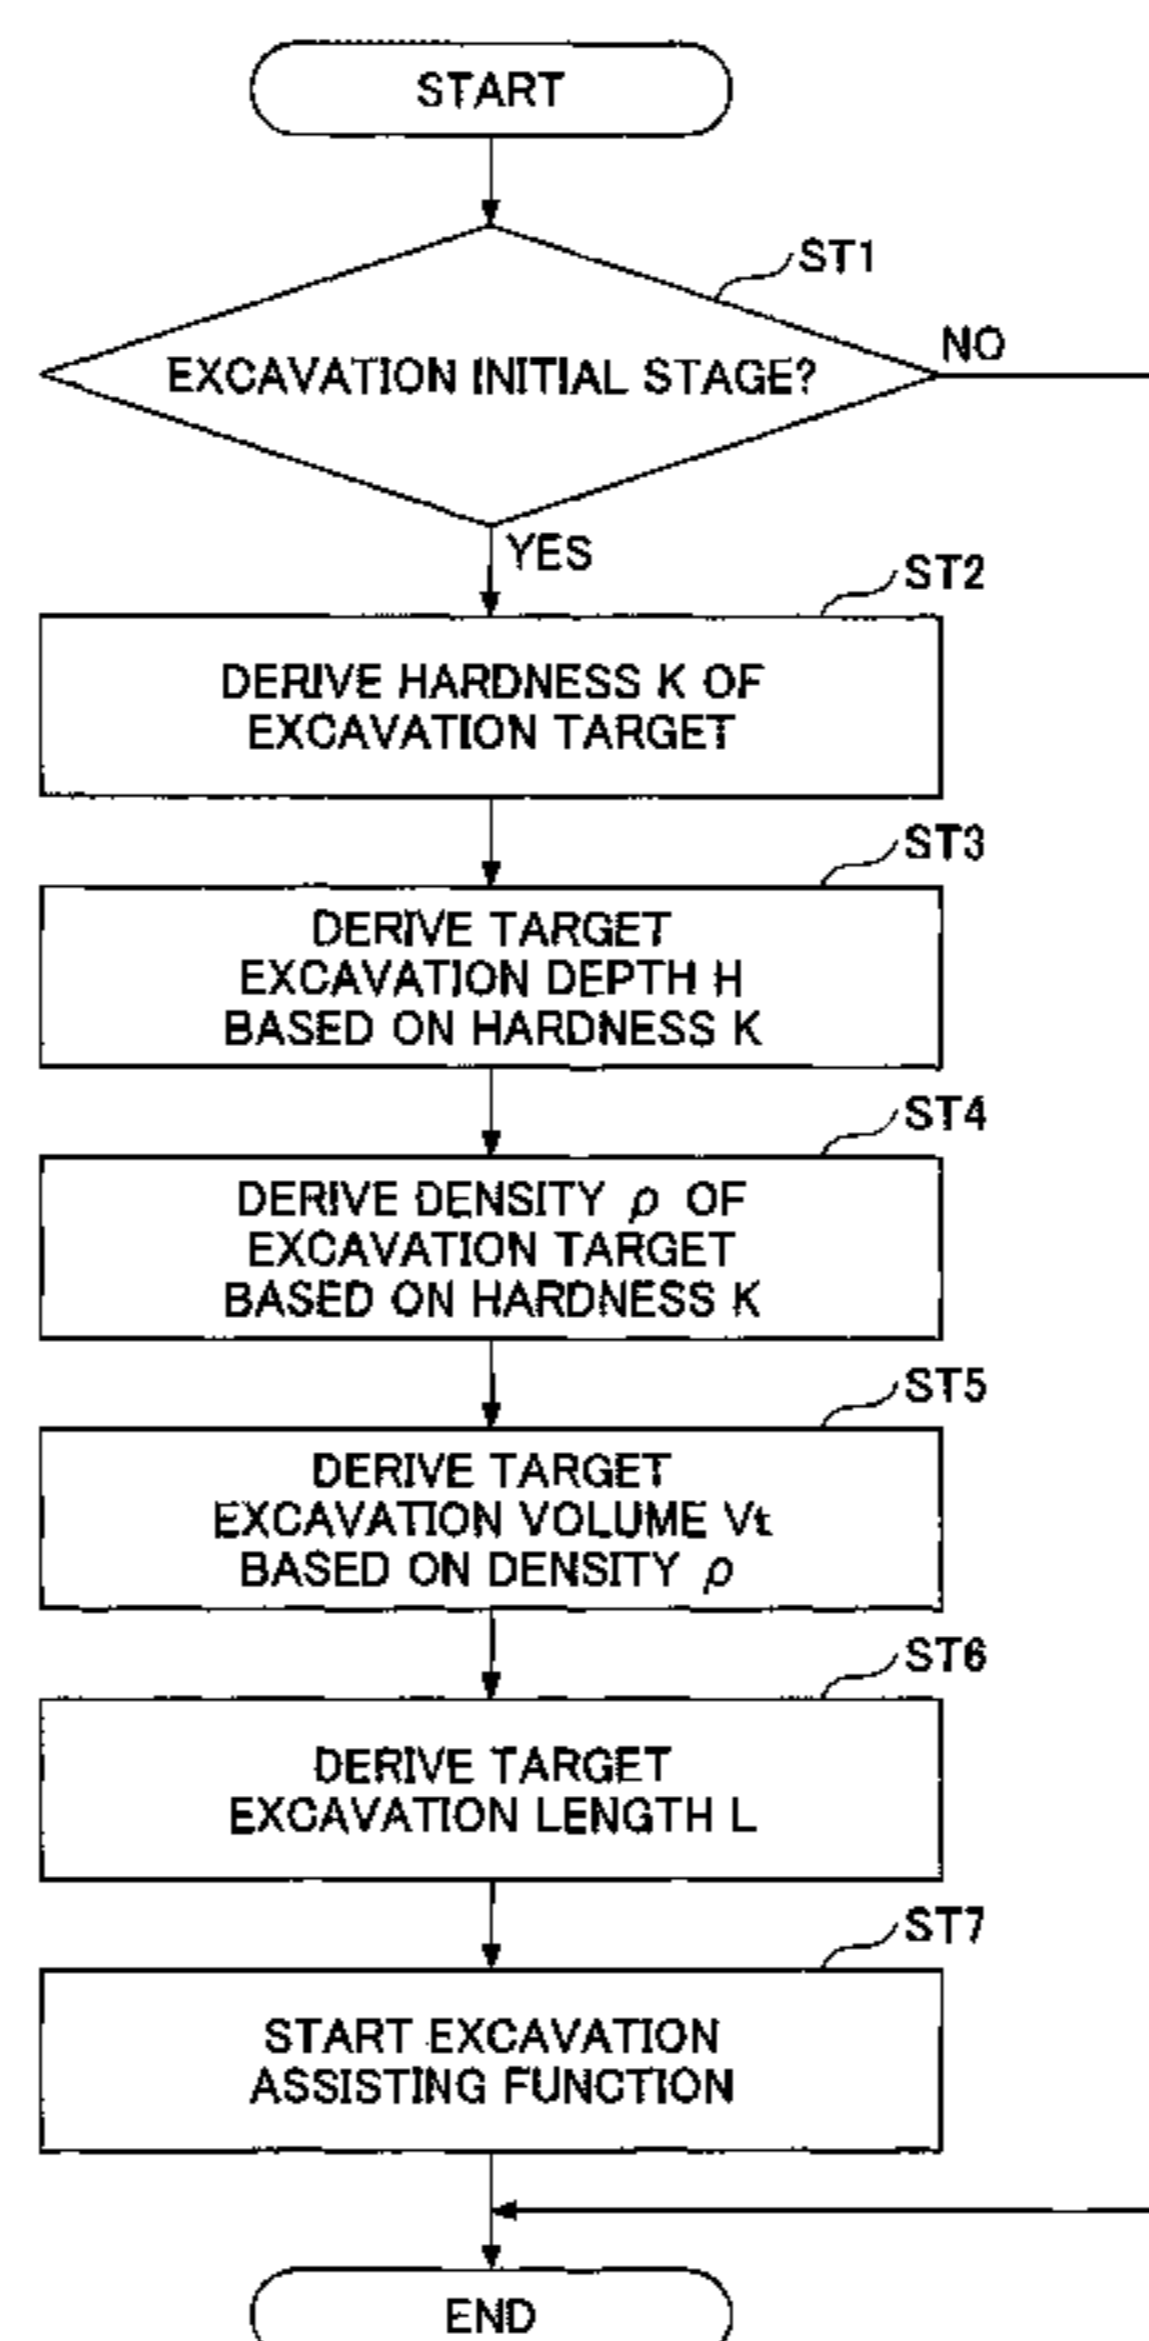 START
ST1
EXCAVATION INITIAL STAGE?
NO
YES
ST2
DERIVE HARDNESS K OF
EXCAVATION TARGET
ST3
DERIVE TARGET
EXCAVATION DEPTH H
BASED ON HARDNESS K
ST4
DERIVE DENSITY ρ OF
EXCAVATION TARGET
BASED ON HARDNESS K
ST5
DERIVE TARGET
EXCAVATION VOLUME Vt
BASED ON DENSITY ρ
ST6
DERIVE TARGET
EXCAVATION LENGTH L
ST7
START EXCAVATION
ASSISTING FUNCTION
END